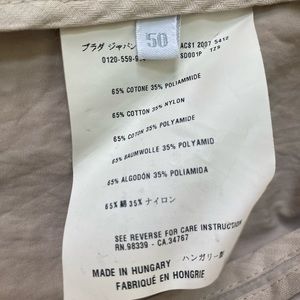 50
プラダ ジャパン ACS1 2007 S412
0120-559-9 SD001P TZS
65% COTONE 35% POLIAMMIDE
65% COTTON 35% NYLON
65% COTON 35% POLYAMIDE
65% BAUMWOLLE 35% POLYAMID
65% ALGODÓN 35% POLIAMIDA
65% 綿 35% ナイロン
SEE REVERSE FOR CARE INSTRUCTION
RN.98339 - CA.34767
MADE IN HUNGARY ハンガリー製
FABRIQUÉ EN HONGRIE